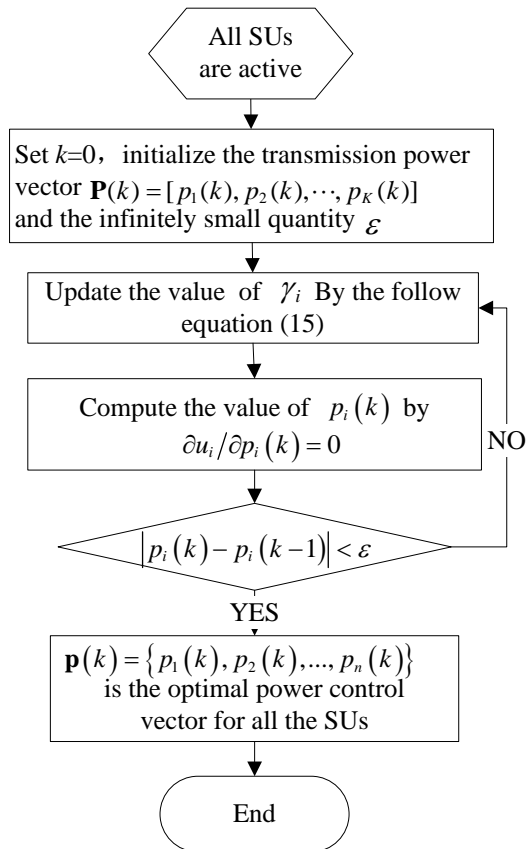 All SUs
are active
Set k=0，initialize the transmission power
vector P(k) = [p₁(k), p₂(k),⋯, p_K(k)]
and the infinitely small quantity ε
Update the value of γᵢ By the follow
equation (15)
Compute the value of pᵢ(k) by
∂uᵢ/∂pᵢ(k) = 0
NO
|pᵢ(k) − pᵢ(k−1)| < ε
YES
p(k) = {p₁(k), p₂(k),..., pₙ(k)}
is the optimal power control
vector for all the SUs
End